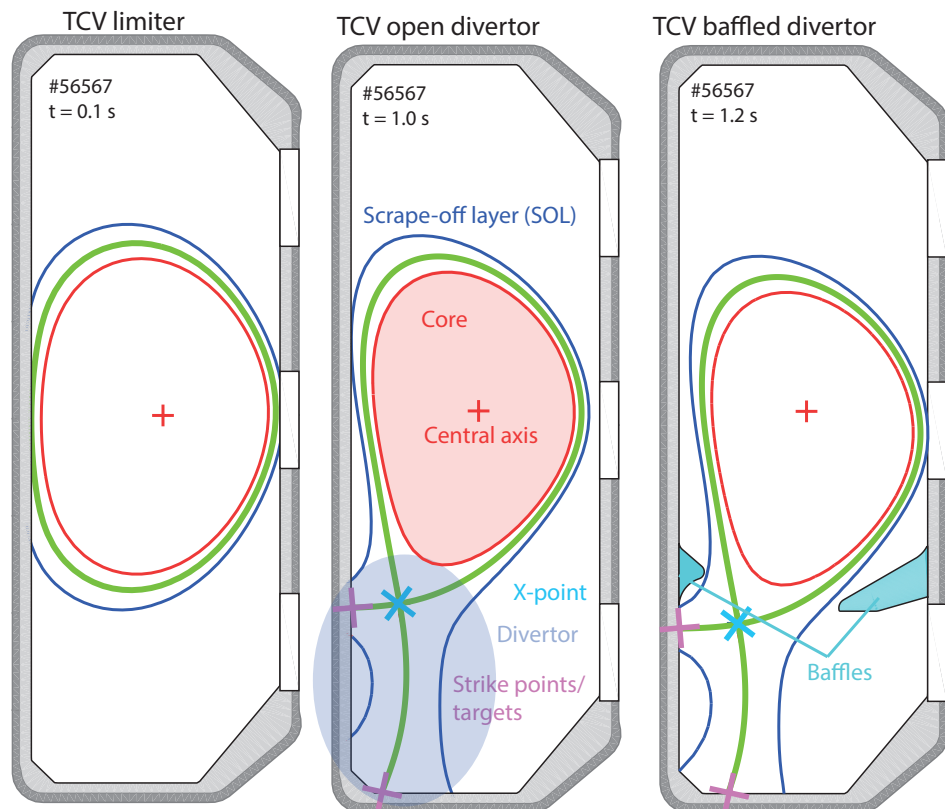 TCV limiter
#56567
t = 0.1 s
TCV open divertor
#56567
t = 1.0 s
Scrape-off layer (SOL)
Core
Central axis
X-point
Divertor
Strike points/
targets
TCV baffled divertor
#56567
t = 1.2 s
Baffles